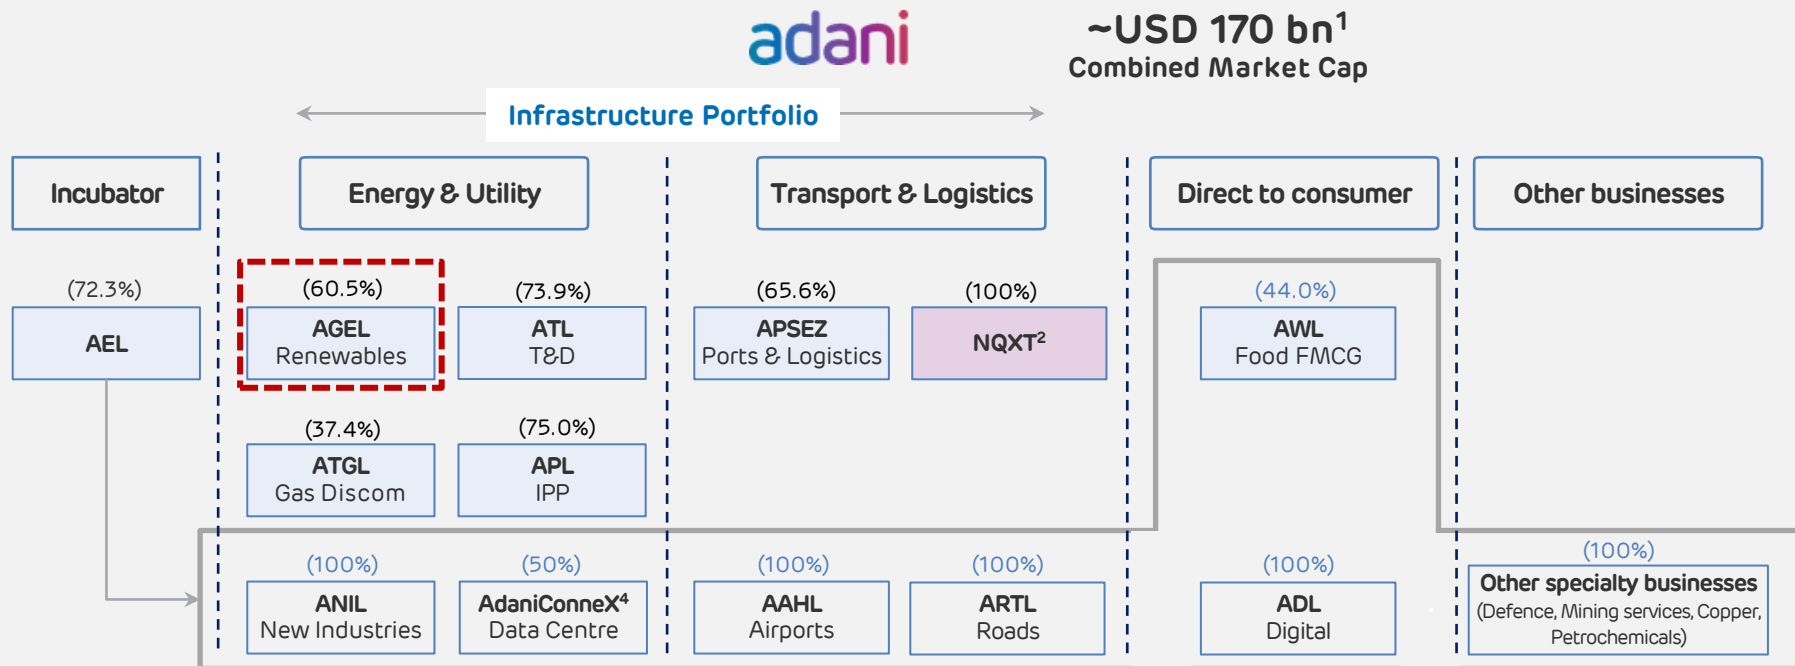 adani
~USD 170 bn¹
Combined Market Cap
Infrastructure Portfolio
Incubator
Energy & Utility
Transport & Logistics
Direct to consumer
Other businesses
(72.3%)
AEL
(60.5%)
AGEL
Renewables
(73.9%)
ATL
T&D
(65.6%)
APSEZ
Ports & Logistics
(100%)
NQXT²
(44.0%)
AWL
Food FMCG
(37.4%)
ATGL
Gas Discom
(75.0%)
APL
IPP
(100%)
ANIL
New Industries
(50%)
AdaniConneX⁴
Data Centre
(100%)
AAHL
Airports
(100%)
ARTL
Roads
(100%)
ADL
Digital
(100%)
Other specialty businesses
(Defence, Mining services, Copper,
Petrochemicals)